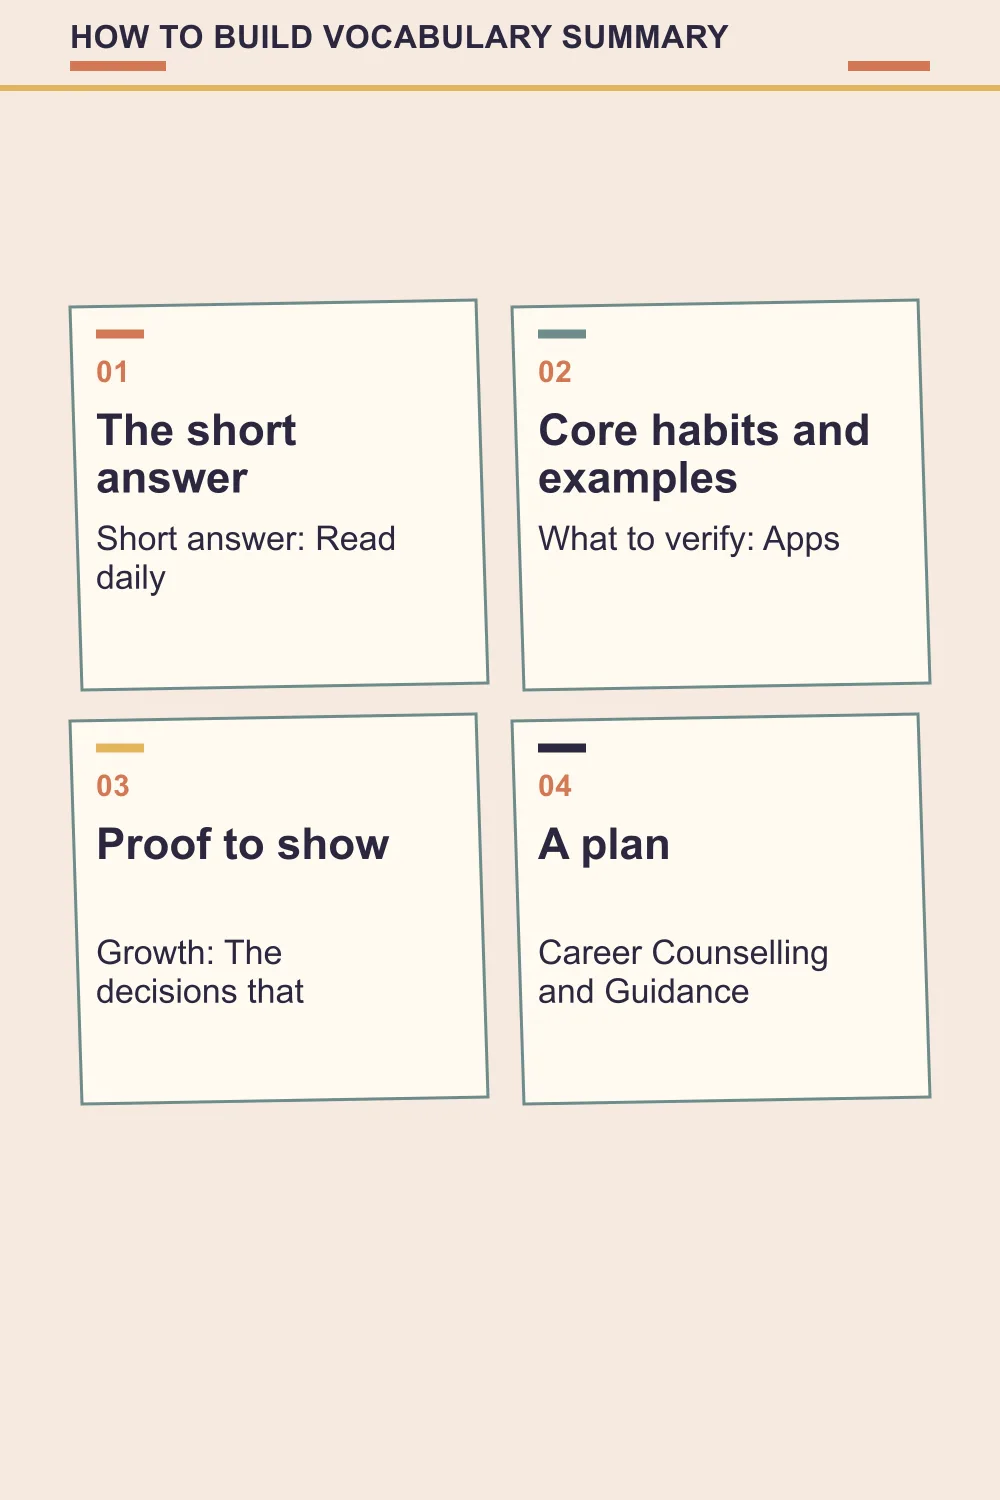 HOW TO BUILD VOCABULARY SUMMARY
01
The short
answer
Short answer: Read
daily
02
Core habits and
examples
What to verify: Apps
03
Proof to show
Growth: The
decisions that
04
A plan
Career Counselling
and Guidance